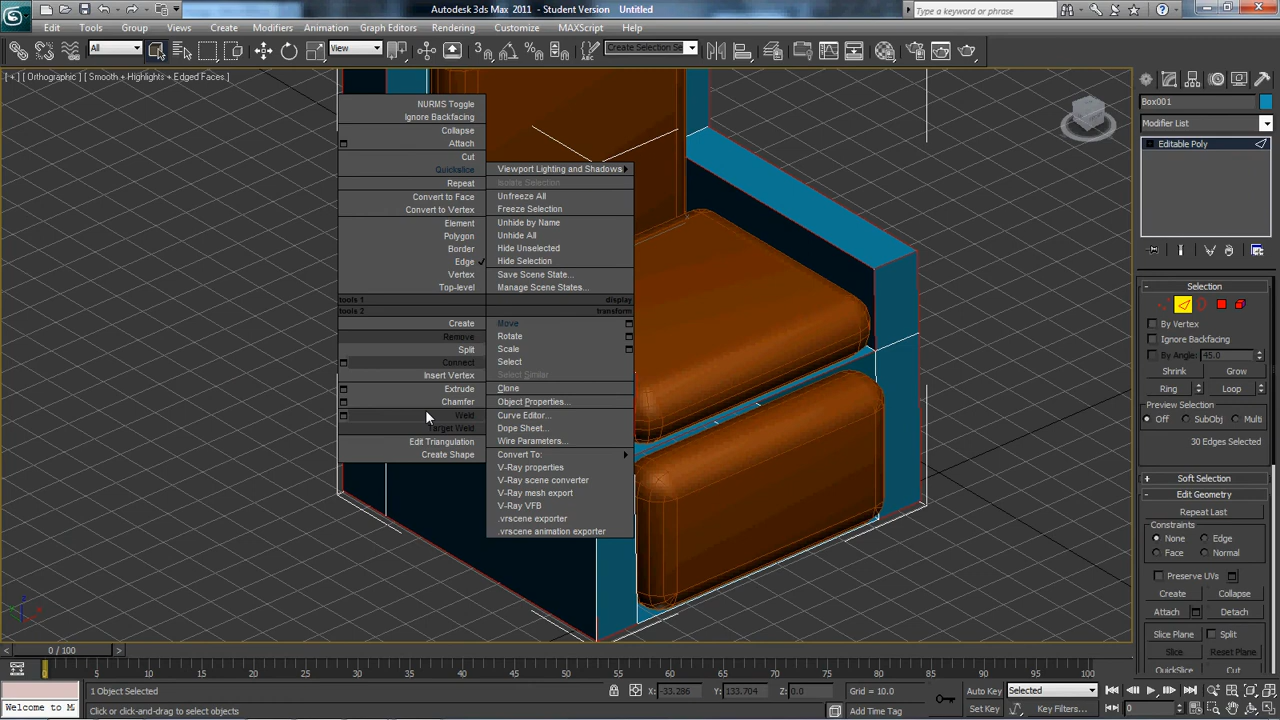 Autodesk 3ds Max 2011 - Student Version Untitled
Type a keyword or phrase
Edit Tools Group Views Create Modifiers Animation Graph Editors Rendering Customize MAXScript Help
All View Create Selection Se
[ + ] [ Orthographic ] [ Smooth + Highlights + Edged Faces ]
NURMS Toggle
Ignore Backfacing
Collapse
Attach
Cut
Quickslice
Repeat
Convert to Face
Convert to Vertex
Element
Polygon
Border
Edge
Vertex
Top-level
tools 1
tools 2
Create
Remove
Split
Connect
Insert Vertex
Extrude
Chamfer
Weld
Target Weld
Edit Triangulation
Create Shape
Viewport Lighting and Shadows
Isolate Selection
Unfreeze All
Freeze Selection
Unhide by Name
Unhide All
Hide Unselected
Hide Selection
Save Scene State...
Manage Scene States...
display
transform
Move
Rotate
Scale
Select
Select Similar
Clone
Object Properties...
Curve Editor...
Dope Sheet...
Wire Parameters...
Convert To:
V-Ray properties
V-Ray scene converter
V-Ray mesh export
V-Ray VFB
.vrscene exporter
.vrscene animation exporter
Box001
Modifier List
Editable Poly
Selection
By Vertex
Ignore Backfacing
By Angle: 45.0
Shrink Grow
Ring Loop
Preview Selection
Off SubObj Multi
30 Edges Selected
Soft Selection
Edit Geometry
Repeat Last
Constraints
None Edge
Face Normal
Preserve UVs
Create Collapse
Attach Detach
Slice Plane Split
Slice Reset Plane
QuickSlice Cut
0 / 100
0 5 10 15 20 25 30 35 40 45 50 55 60 65 70 75 80 85 90 95 100
1 Object Selected X: -33.286 Y: 133.704 Z: 0.0 Grid = 10.0 Auto Key Selected
Welcome to M
Click or click-and-drag to select objects Add Time Tag Set Key Key Filters... 0